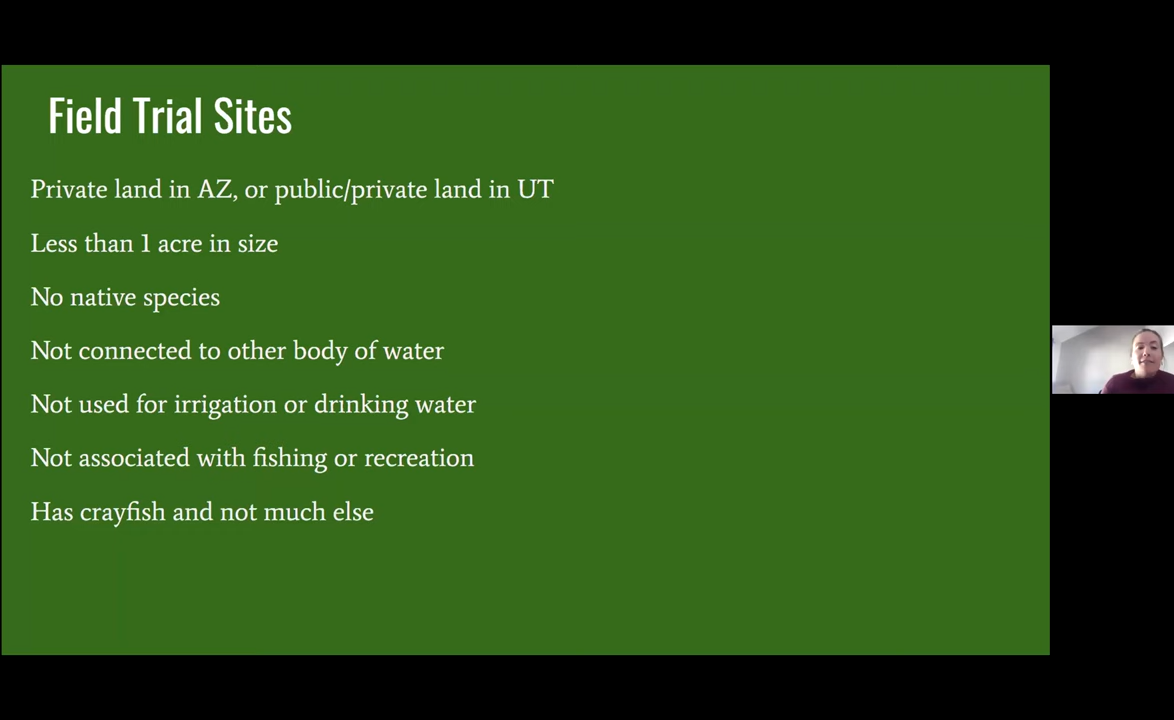 Field Trial Sites
Private land in AZ, or public/private land in UT
Less than 1 acre in size
No native species
Not connected to other body of water
Not used for irrigation or drinking water
Not associated with fishing or recreation
Has crayfish and not much else